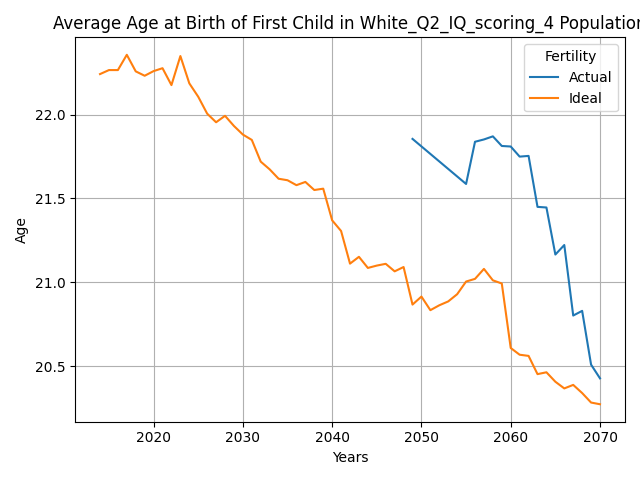 Average Age at Birth of First Child in White_Q2_IQ_scoring_4 Population
Fertility
Actual
Ideal
22.0
21.5
21.0
20.5
Age
2020 2030 2040 2050 2060 2070
Years